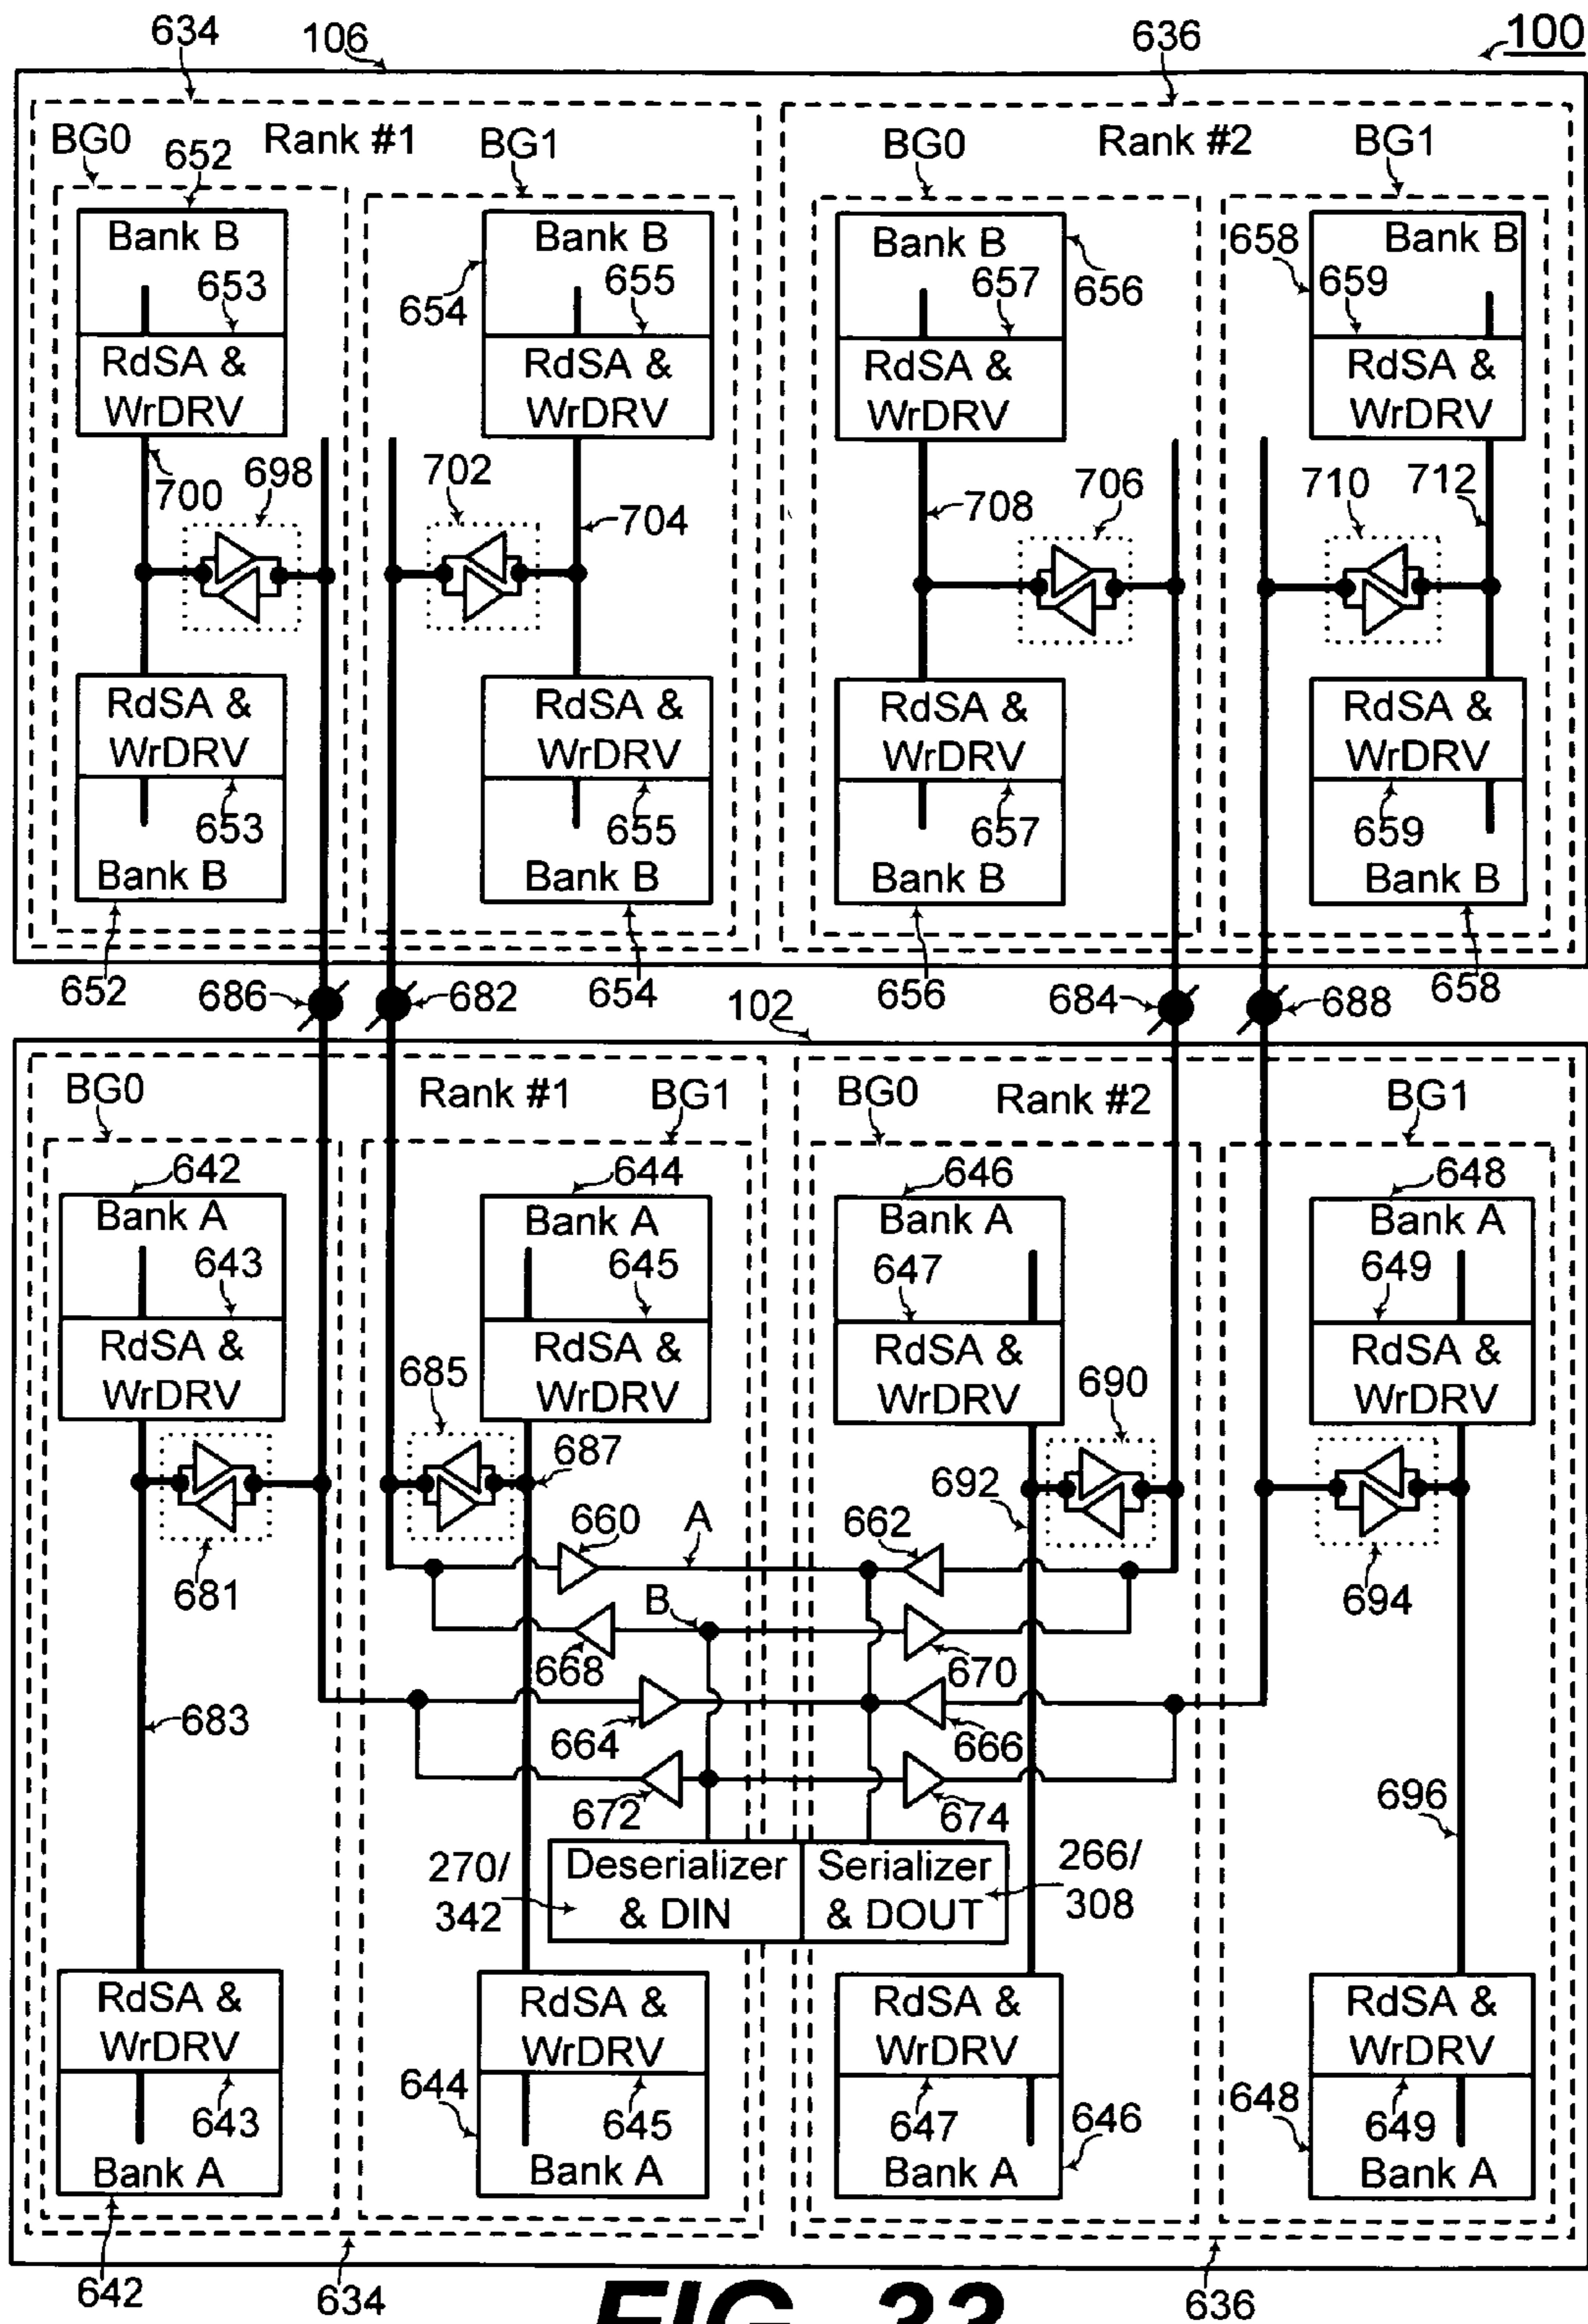 634
106
636
100
BG0
652
Rank #1
BG1
BG0
Rank #2
BG1
Bank B
Bank B
Bank B
658
Bank B
653
654
655
657
656
659
RdSA &
WrDRV
RdSA &
WrDRV
RdSA &
WrDRV
RdSA &
WrDRV
700
698
702
704
708
706
710
712
RdSA &
WrDRV
RdSA &
WrDRV
RdSA &
WrDRV
RdSA &
WrDRV
653
655
657
659
Bank B
Bank B
Bank B
Bank B
652
686
682
654
102
656
684
688
658
BG0
Rank #1
BG1
BG0
Rank #2
BG1
642
644
646
648
Bank A
Bank A
Bank A
Bank A
643
645
647
649
RdSA &
WrDRV
RdSA &
WrDRV
RdSA &
WrDRV
RdSA &
WrDRV
685
687
690
681
660
A
662
692
694
B
668
670
683
664
666
672
674
696
270/
342
Deserializer
& DIN
Serializer
& DOUT
266/
308
RdSA &
WrDRV
RdSA &
WrDRV
RdSA &
WrDRV
RdSA &
WrDRV
643
644
645
647
646
648
649
Bank A
Bank A
Bank A
Bank A
642
634
636
FIG. 33